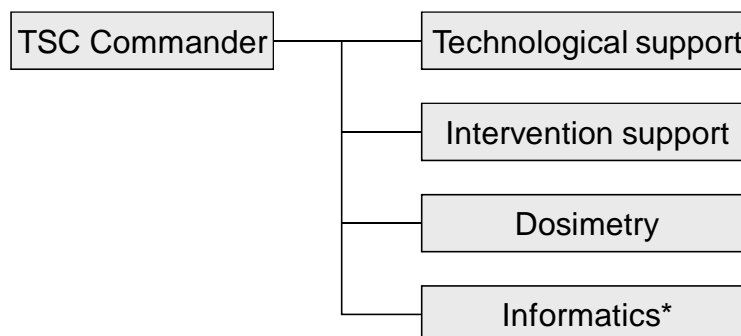 TSC Commander
Technological support
Intervention support
Dosimetry
Informatics*